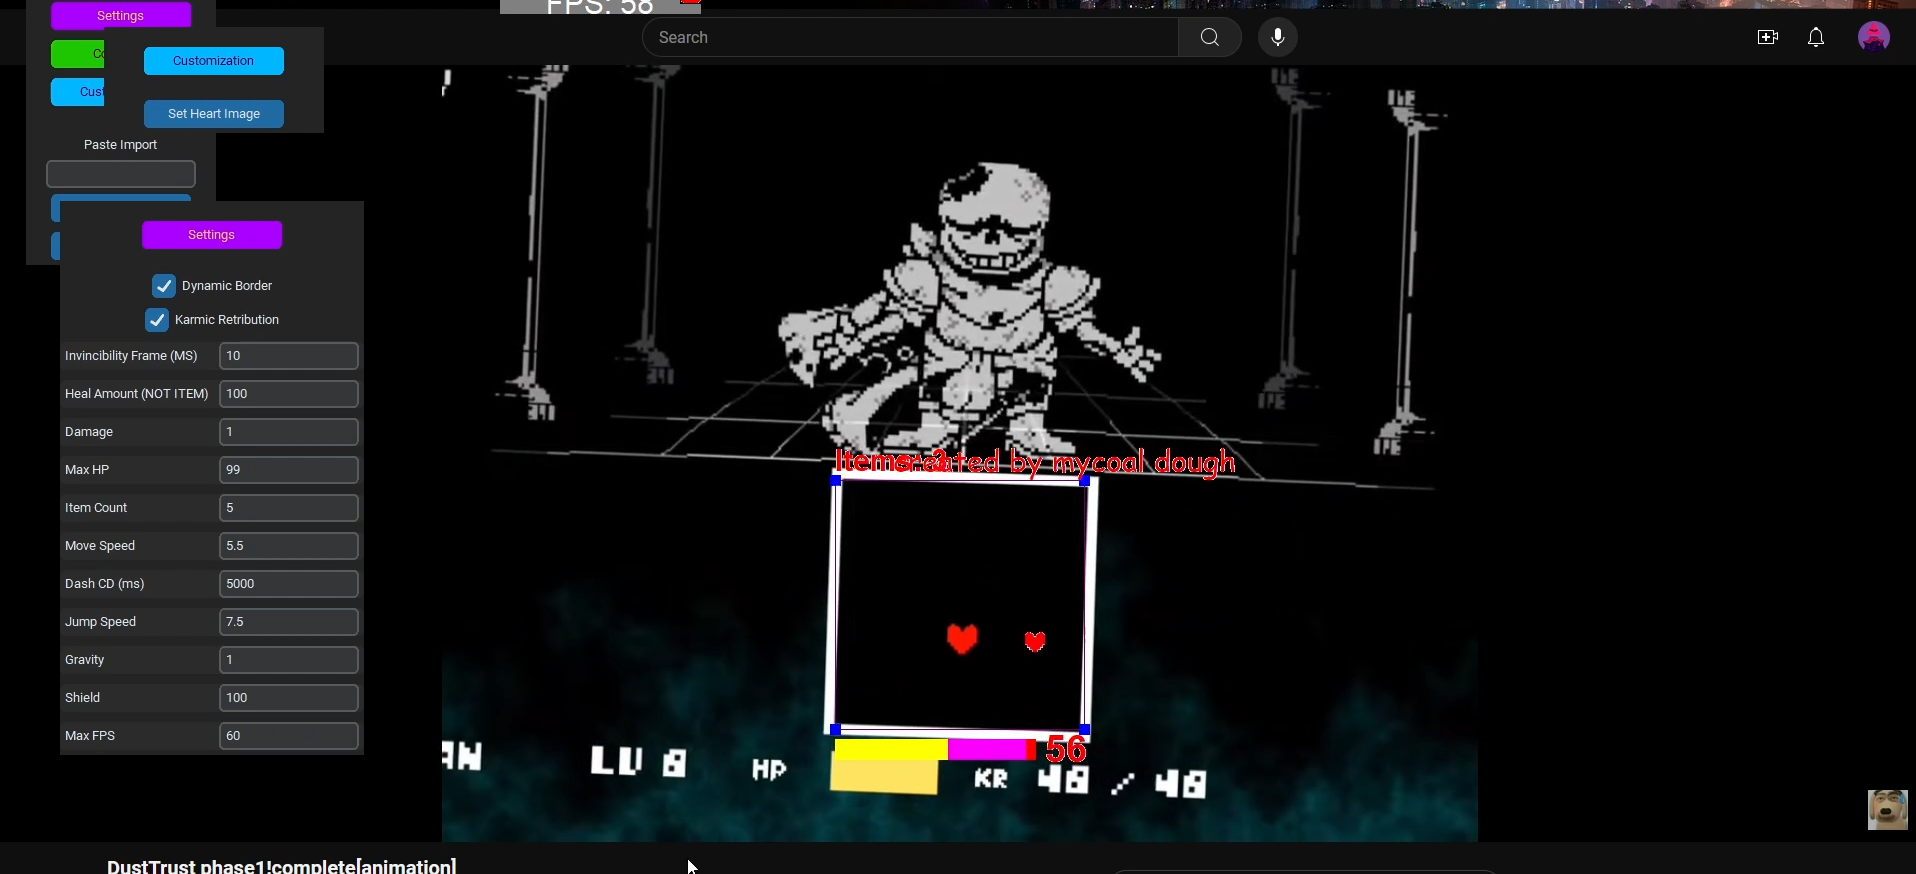 FPS: 58
Settings
Search
Customization
Set Heart Image
Paste Import
Settings
Dynamic Border
Karmic Retribution
Invincibility Frame (MS) 10
Heal Amount (NOT ITEM) 100
Damage 1
Max HP 99
Item Count 5
Move Speed 5.5
Dash CD (ms) 5000
Jump Speed 7.5
Gravity 1
Shield 100
Max FPS 60
by mycoal dough
56
LV 8 HP KR 48 / 48
DustTrust phase1!complete[animation]